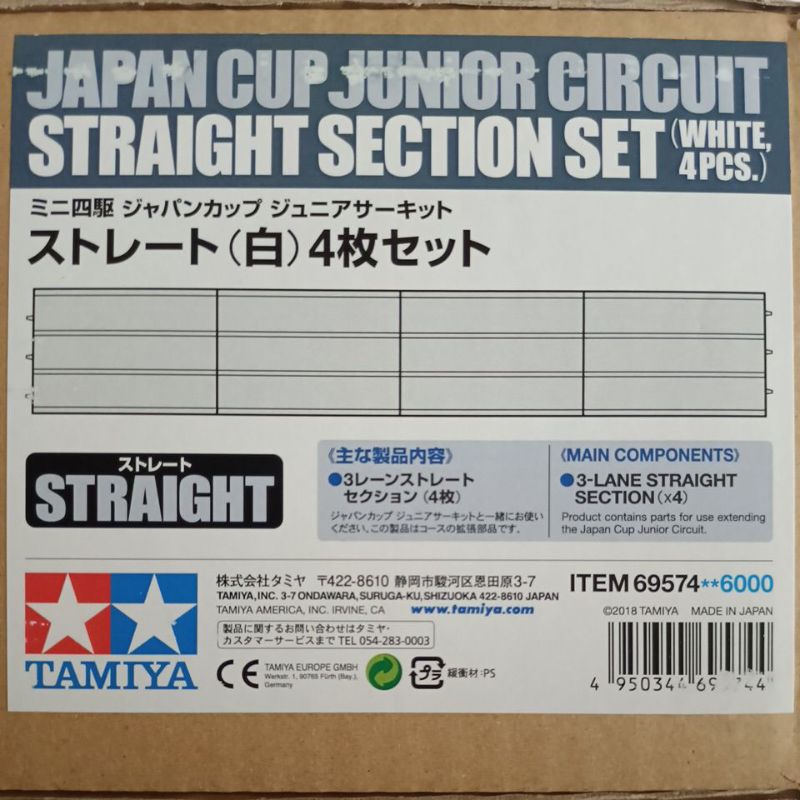 JAPAN CUP JUNIOR CIRCUIT
STRAIGHT SECTION SET (WHITE, 4PCS.)
ミニ四駆 ジャパンカップ ジュニアサーキット
ストレート(白)4枚セット
ストレート
STRAIGHT
《主な製品内容》
●3レーンストレート
セクション(4枚)
ジャパンカップ ジュニアサーキットと一緒にお使い
ください。この製品はコースの拡張部品です。
《MAIN COMPONENTS》
●3-LANE STRAIGHT
SECTION (×4)
Product contains parts for use extending
the Japan Cup Junior Circuit.
TAMIYA
株式会社タミヤ 〒422-8610 静岡市駿河区恩田原3-7
TAMIYA, INC. 3-7 ONDAWARA, SURUGA-KU, SHIZUOKA 422-8610 JAPAN
TAMIYA AMERICA, INC. IRVINE, CA www.tamiya.com
製品に関するお問い合わせはタミヤ・
カスタマーサービスまで TEL 054-283-0003
CE
TAMIYA EUROPE GMBH
Werkstr. 1, 90765 Fürth (Bay.),
Germany
プラ 緩衝材:PS
ITEM 69574**6000
©2018 TAMIYA MADE IN JAPAN
4 950344 69 44